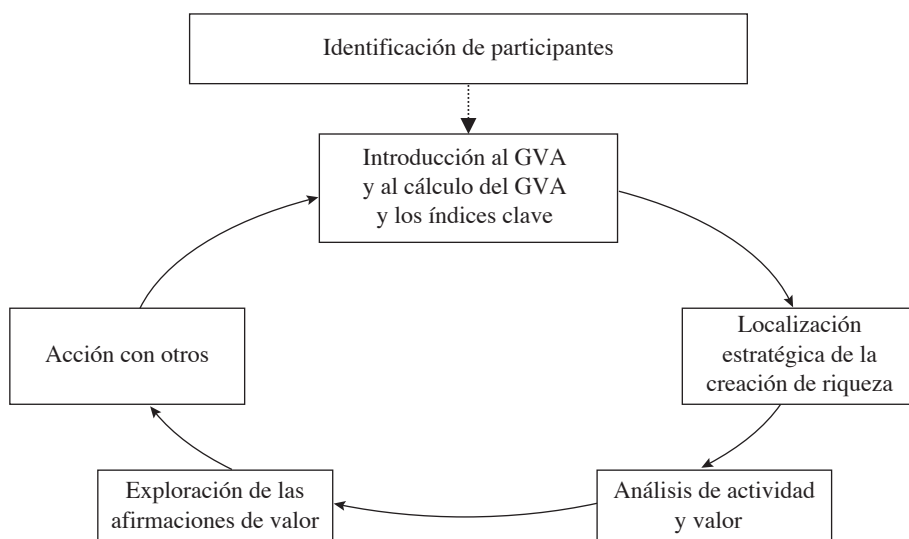 Identificación de participantes
Introducción al GVA
y al cálculo del GVA
y los índices clave
Localización
estratégica de la
creación de riqueza
Análisis de actividad
y valor
Exploración de las
afirmaciones de valor
Acción con otros